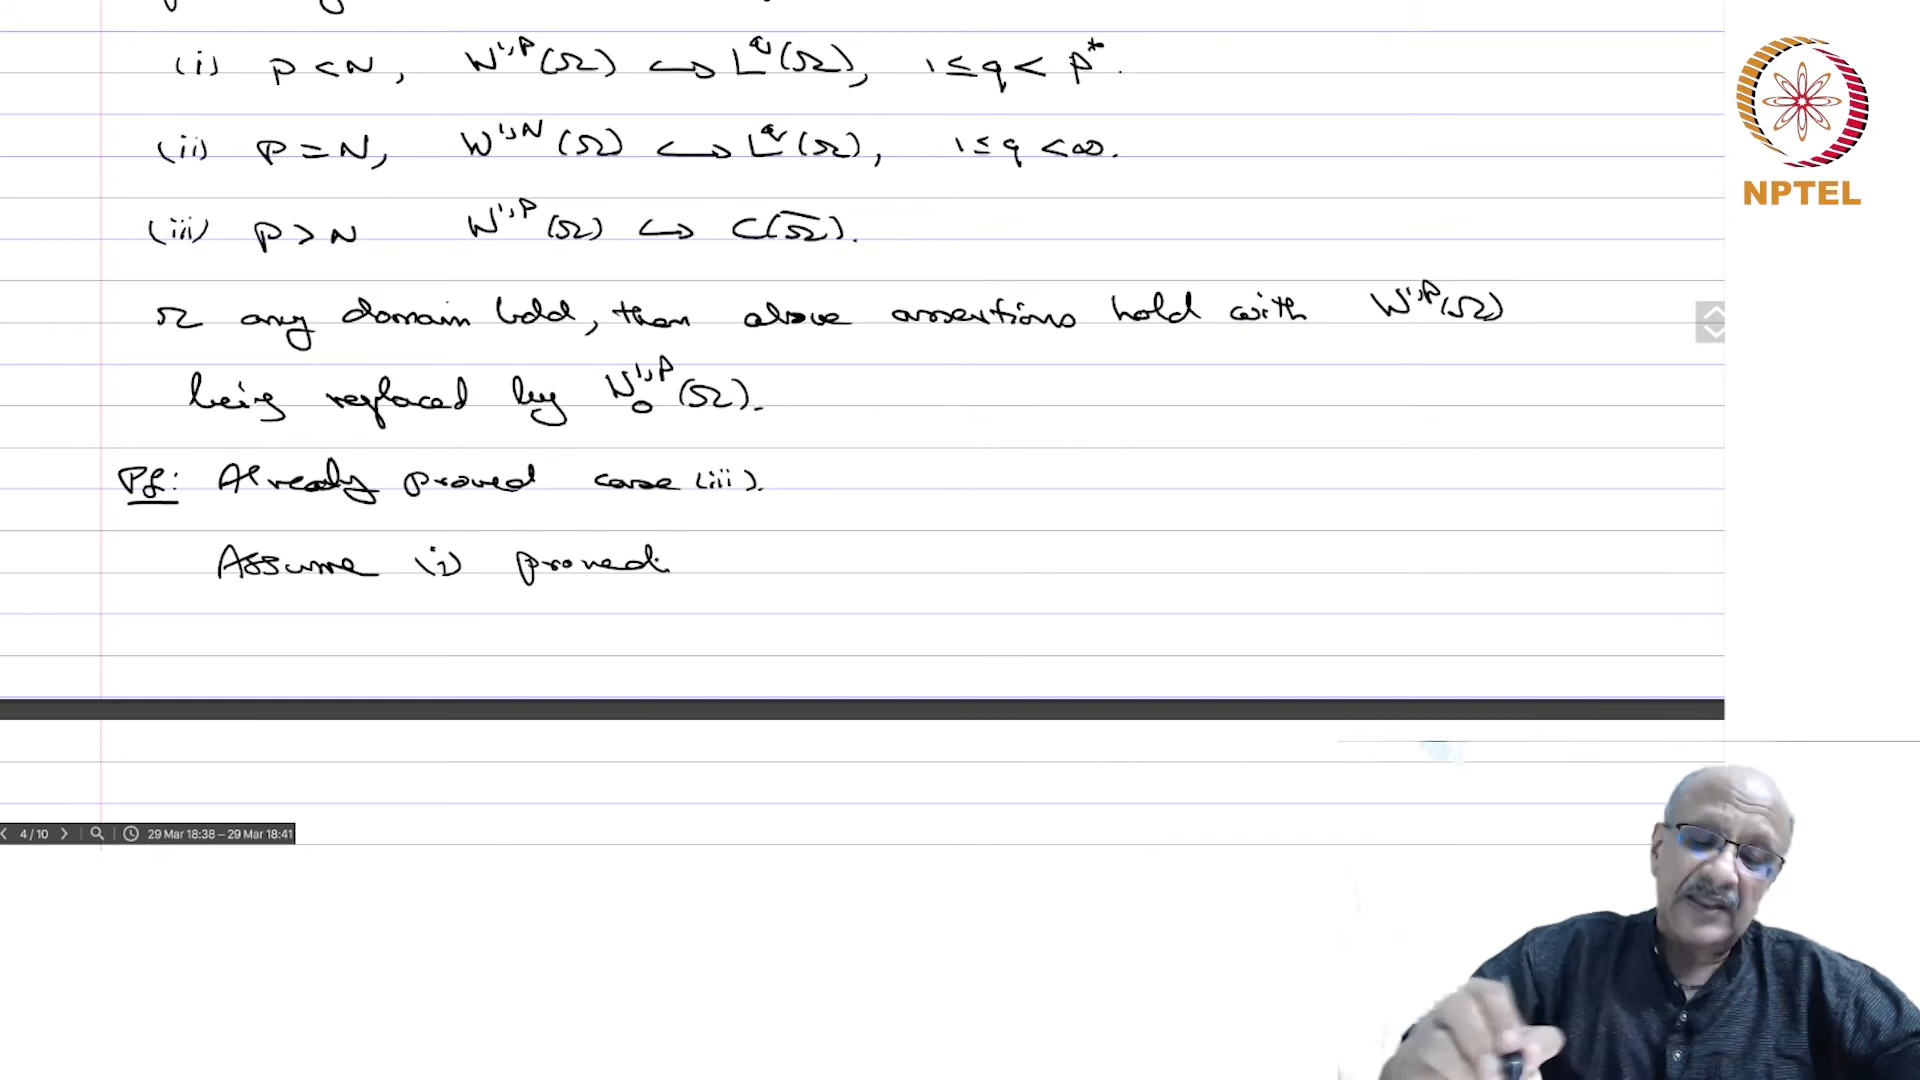 (i) p < N, W^{1,p}(Ω) ↪ L^q(Ω), 1 ≤ q < p*.
(ii) p = N, W^{1,N}(Ω) ↪ L^q(Ω), 1 ≤ q < ∞.
(iii) p > N W^{1,p}(Ω) ↪ C(Ω̅).
Ω any domain bdd, then above assertions hold with W^{1,p}(Ω)
being replaced by W_0^{1,p}(Ω).
Pf: Already proved case (iii).
Assume (i) proved.
NPTEL
4/10 29 Mar 18:38 – 29 Mar 18:41